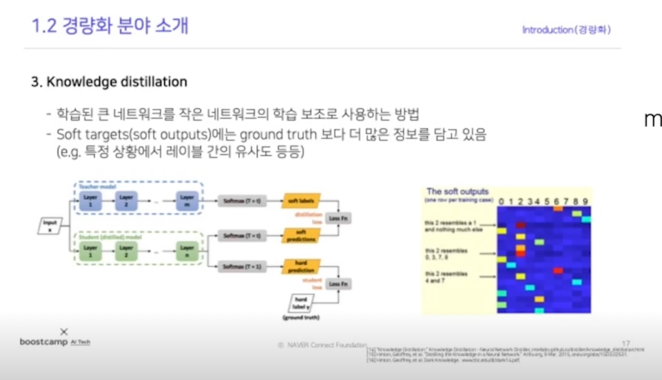 1.2 경량화 분야 소개
Introduction(경량화)
3. Knowledge distillation
- 학습된 큰 네트워크를 작은 네트워크의 학습 보조로 사용하는 방법
- Soft targets(soft outputs)에는 ground truth 보다 더 많은 정보를 담고 있음
(e.g. 특정 상황에서 레이블 간의 유사도 등등)
m
Teacher model
Layer 1
Layer 2
...
Layer m
Softmax (T = t)
soft labels
input x
distillation loss
Loss Fn
Student (distilled) model
Layer 1
Layer 2
...
Layer n
Softmax (T = t)
soft predictions
Softmax (T = 1)
hard prediction
student loss
Loss Fn
hard label y
(ground truth)
The soft outputs
(one row per training case)
0 1 2 3 4 5 6 7 8 9
this 2 resembles a 1
and nothing much else
this 2 resembles
0, 3, 7, 8
this 2 resembles
4 and 7
boostcamp AI Tech
© NAVER Connect Foundation
17